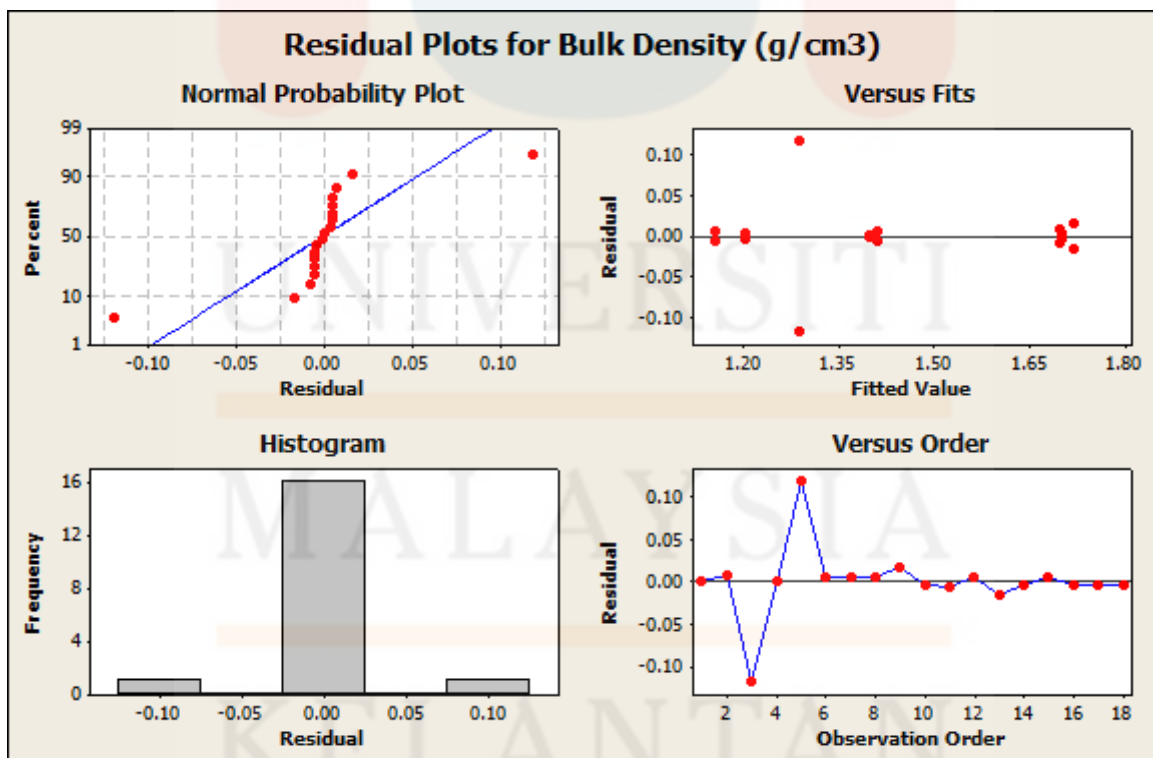 Residual Plots for Bulk Density (g/cm3)
Normal Probability Plot
99
90
50
10
1
Percent
-0.10 -0.05 0.00 0.05 0.10
Residual
Versus Fits
0.10
0.05
0.00
-0.05
-0.10
Residual
1.20 1.35 1.50 1.65 1.80
Fitted Value
Histogram
16
12
8
4
0
Frequency
-0.10 -0.05 0.00 0.05 0.10
Residual
Versus Order
0.10
0.05
0.00
-0.05
-0.10
Residual
2 4 6 8 10 12 14 16 18
Observation Order
UNIVERSITI
MALAYSIA
KELANTAN